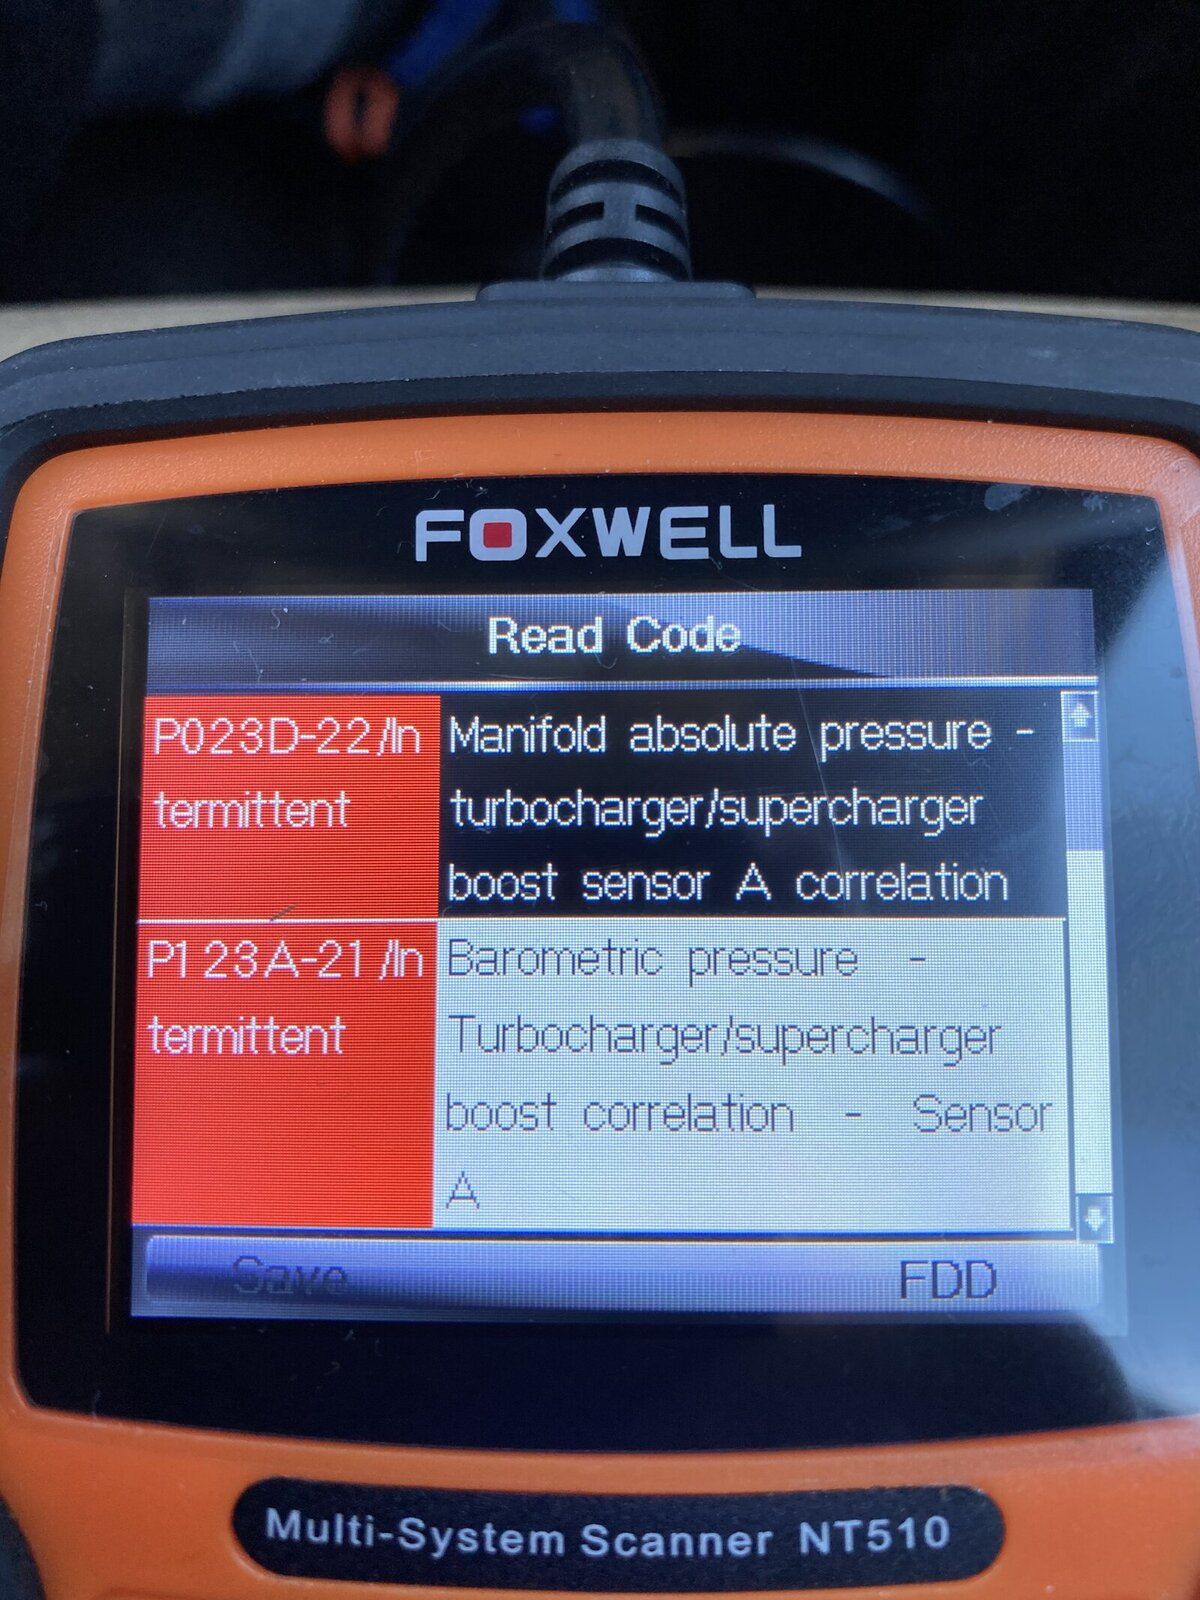 FOXWELL
Read Code
P023D-22/In
termittent
Manifold absolute pressure -
turbocharger/supercharger
boost sensor A correlation
P123A-21/In
termittent
Barometric pressure -
Turbocharger/supercharger
boost correlation - Sensor
A
Save
FDD
Multi-System Scanner NT510